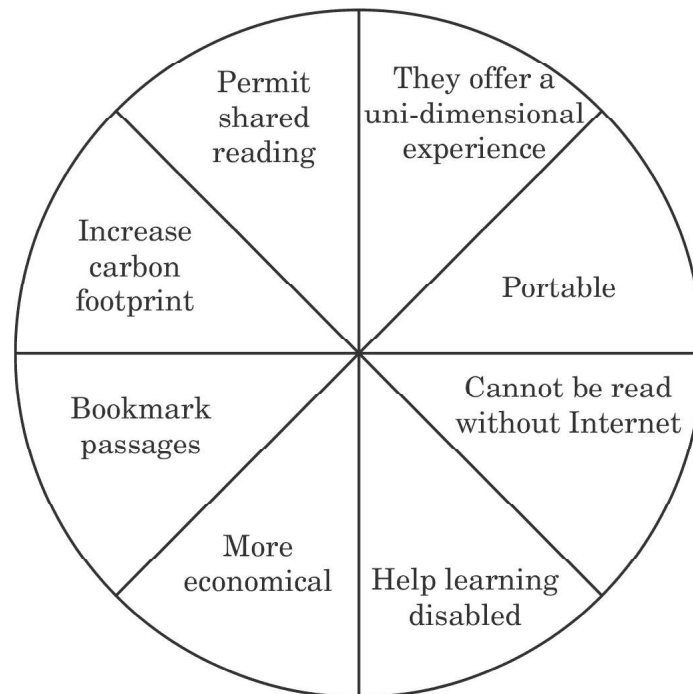 Permit
shared
reading
They offer a
uni-dimensional
experience
Portable
Cannot be read
without Internet
Help learning
disabled
More
economical
Bookmark
passages
Increase
carbon
footprint